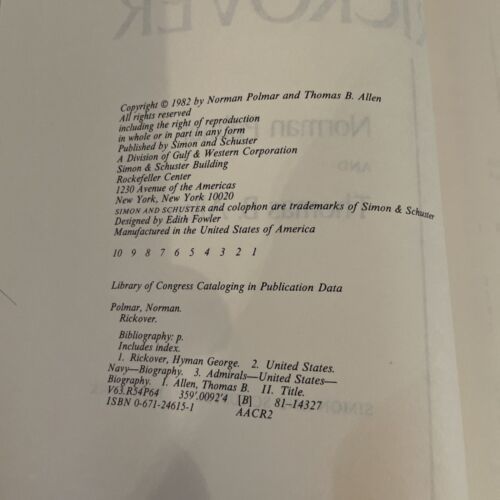 Copyright © 1982 by Norman Polmar and Thomas B. Allen
All rights reserved
including the right of reproduction
in whole or in part in any form
Published by Simon and Schuster
A Division of Gulf & Western Corporation
Simon & Schuster Building
Rockefeller Center
1230 Avenue of the Americas
New York, New York 10020
SIMON AND SCHUSTER and colophon are trademarks of Simon & Schuster
Designed by Edith Fowler
Manufactured in the United States of America
10 9 8 7 6 5 4 3 2 1
Library of Congress Cataloging in Publication Data
Polmar, Norman.
Rickover.
Bibliography: p.
Includes index.
1. Rickover, Hyman George. 2. United States.
Navy—Biography. 3. Admirals—United States—
Biography. I. Allen, Thomas B. II. Title.
V63.R54P64 359'.0092'4 [B] 81-14327
ISBN 0-671-24615-1 AACR2